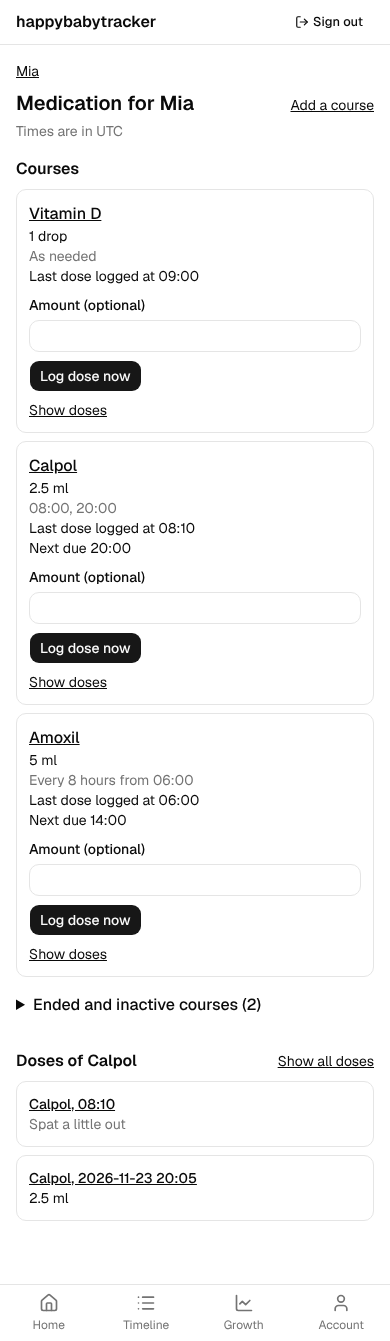 happybabytracker
Sign out
Mia
Medication for Mia
Add a course
Times are in UTC
Courses
Vitamin D
1 drop
As needed
Last dose logged at 09:00
Amount (optional)
Log dose now
Show doses
Calpol
2.5 ml
08:00, 20:00
Last dose logged at 08:10
Next due 20:00
Amount (optional)
Log dose now
Show doses
Amoxil
5 ml
Every 8 hours from 06:00
Last dose logged at 06:00
Next due 14:00
Amount (optional)
Log dose now
Show doses
Ended and inactive courses (2)
Doses of Calpol
Show all doses
Calpol, 08:10
Spat a little out
Calpol, 2026-11-23 20:05
2.5 ml
Home
Timeline
Growth
Account